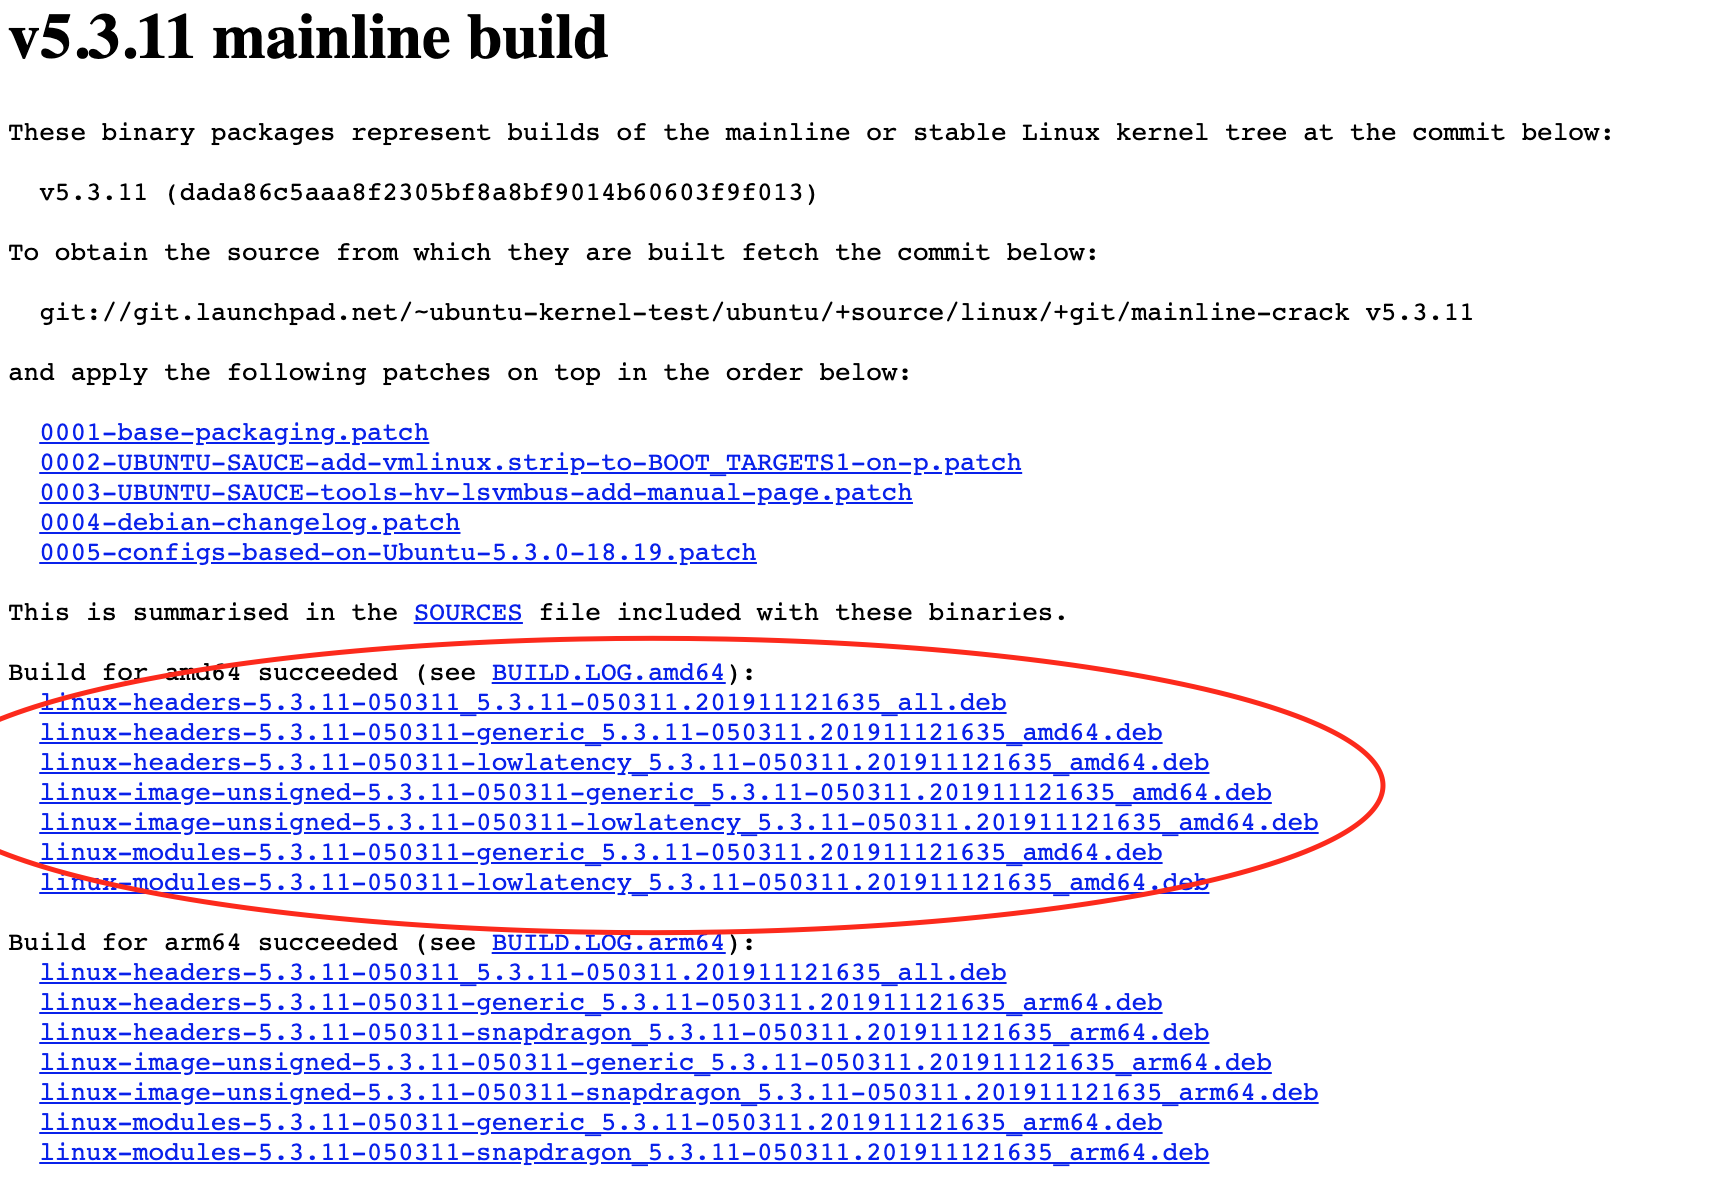 v5.3.11 mainline build
These binary packages represent builds of the mainline or stable Linux kernel tree at the commit below:
v5.3.11 (dada86c5aaa8f2305bf8a8bf9014b60603f9f013)
To obtain the source from which they are built fetch the commit below:
git://git.launchpad.net/~ubuntu-kernel-test/ubuntu/+source/linux/+git/mainline-crack v5.3.11
and apply the following patches on top in the order below:
0001-base-packaging.patch
0002-UBUNTU-SAUCE-add-vmlinux.strip-to-BOOT_TARGETS1-on-p.patch
0003-UBUNTU-SAUCE-tools-hv-lsvmbus-add-manual-page.patch
0004-debian-changelog.patch
0005-configs-based-on-Ubuntu-5.3.0-18.19.patch
This is summarised in the SOURCES file included with these binaries.
Build for amd64 succeeded (see BUILD.LOG.amd64):
linux-headers-5.3.11-050311_5.3.11-050311.201911121635_all.deb
linux-headers-5.3.11-050311-generic_5.3.11-050311.201911121635_amd64.deb
linux-headers-5.3.11-050311-lowlatency_5.3.11-050311.201911121635_amd64.deb
linux-image-unsigned-5.3.11-050311-generic_5.3.11-050311.201911121635_amd64.deb
linux-image-unsigned-5.3.11-050311-lowlatency_5.3.11-050311.201911121635_amd64.deb
linux-modules-5.3.11-050311-generic_5.3.11-050311.201911121635_amd64.deb
linux-modules-5.3.11-050311-lowlatency_5.3.11-050311.201911121635_amd64.deb
Build for arm64 succeeded (see BUILD.LOG.arm64):
linux-headers-5.3.11-050311_5.3.11-050311.201911121635_all.deb
linux-headers-5.3.11-050311-generic_5.3.11-050311.201911121635_arm64.deb
linux-headers-5.3.11-050311-snapdragon_5.3.11-050311.201911121635_arm64.deb
linux-image-unsigned-5.3.11-050311-generic_5.3.11-050311.201911121635_arm64.deb
linux-image-unsigned-5.3.11-050311-snapdragon_5.3.11-050311.201911121635_arm64.deb
linux-modules-5.3.11-050311-generic_5.3.11-050311.201911121635_arm64.deb
linux-modules-5.3.11-050311-snapdragon_5.3.11-050311.201911121635_arm64.deb